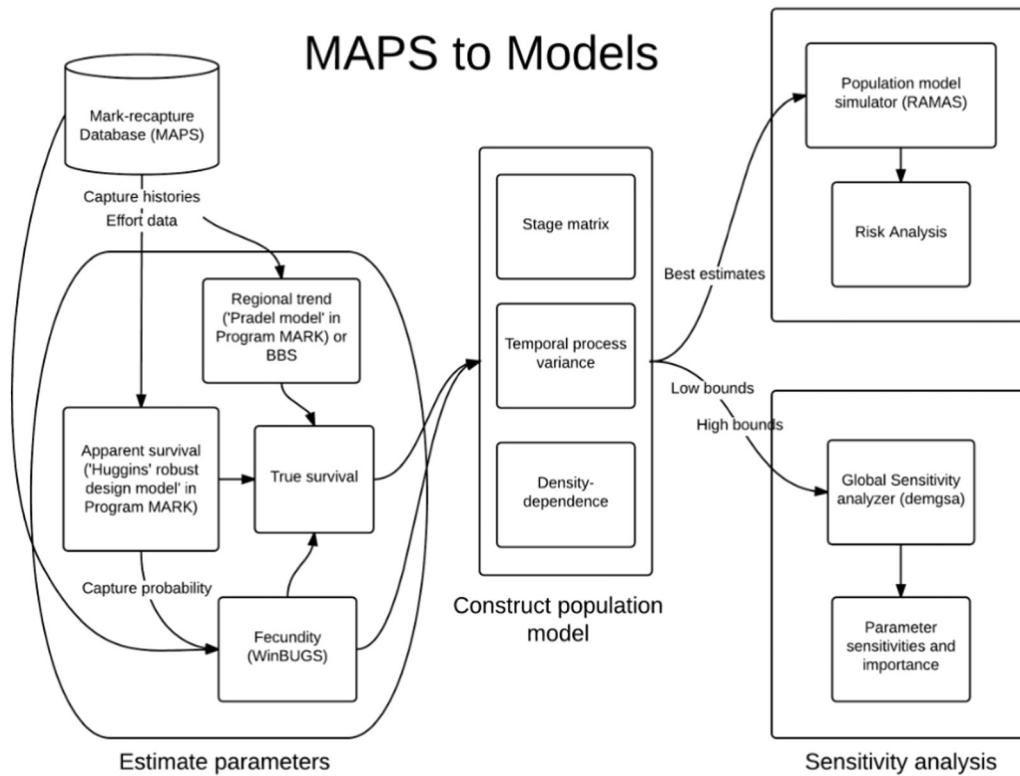 MAPS to Models
Mark-recapture
Database (MAPS)
Capture histories
Effort data
Regional trend
('Pradel model' in
Program MARK) or
BBS
Apparent survival
('Huggins' robust
design model' in
Program MARK)
True survival
Capture probability
Fecundity
(WinBUGS)
Estimate parameters
Stage matrix
Temporal process
variance
Density-
dependence
Construct population
model
Best estimates
Low bounds
High bounds
Population model
simulator (RAMAS)
Risk Analysis
Global Sensitivity
analyzer (demgsa)
Parameter
sensitivities and
importance
Sensitivity analysis